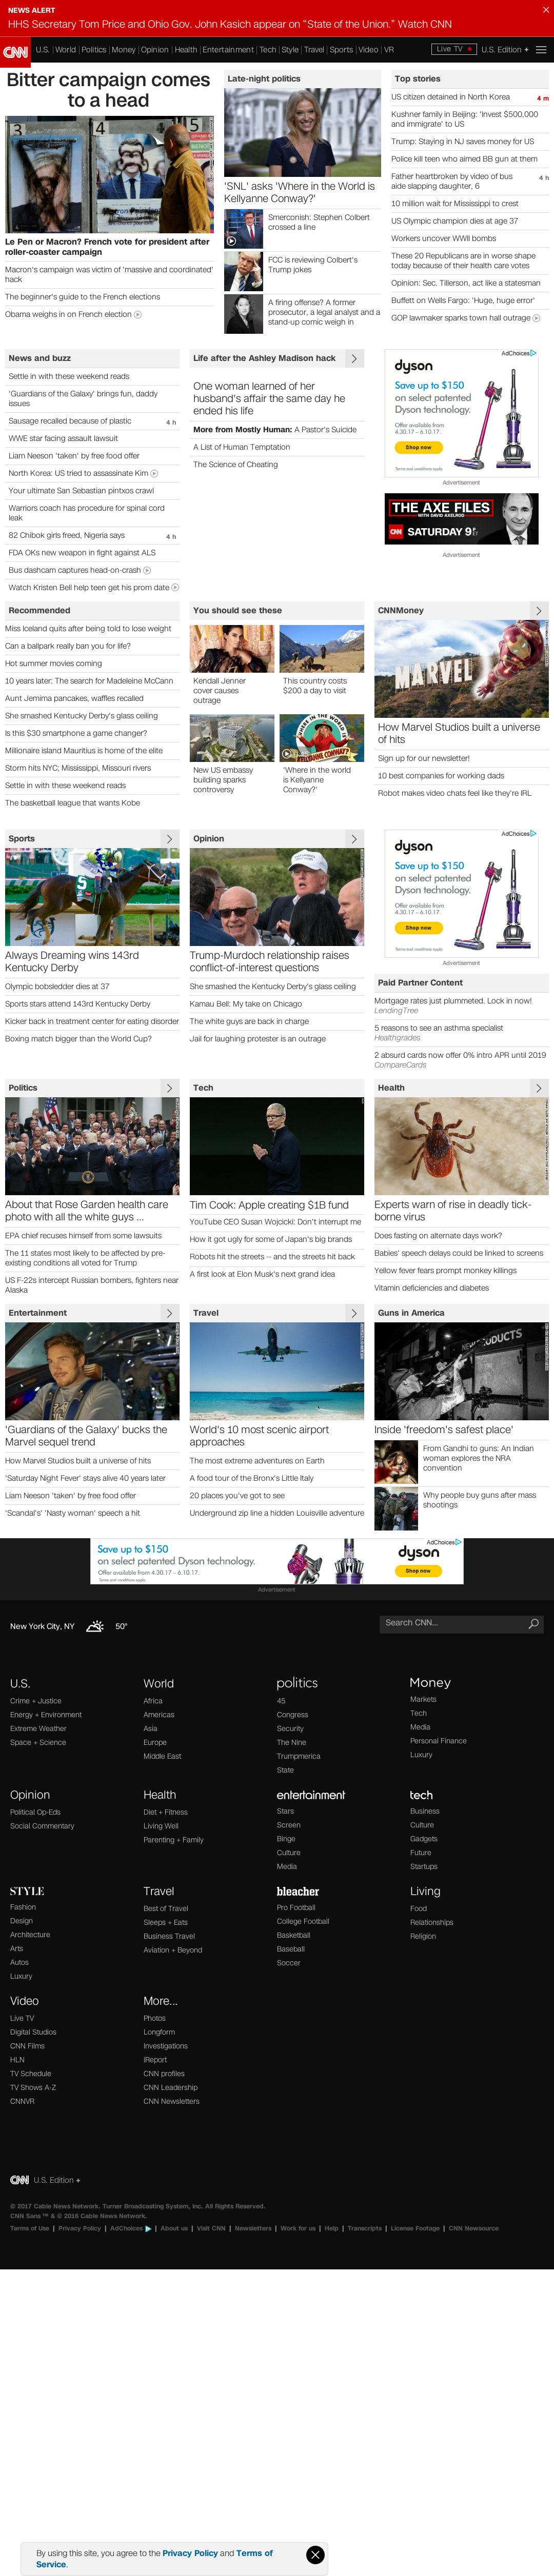 NEWS ALERT
HHS Secretary Tom Price and Ohio Gov. John Kasich appear on "State of the Union." Watch CNN
CNN
U.S.
World
Politics
Money
Opinion
Health
Entertainment
Tech
Style
Travel
Sports
Video
VR
Live TV
U.S. Edition +
Bitter campaign comes
to a head
Le Pen or Macron? French vote for president after
roller-coaster campaign
Macron's campaign was victim of 'massive and coordinated'
hack
The beginner's guide to the French elections
Obama weighs in on French election
Late-night politics
'SNL' asks 'Where in the World is
Kellyanne Conway?'
Smerconish: Stephen Colbert
crossed a line
FCC is reviewing Colbert's
Trump jokes
A firing offense? A former
prosecutor, a legal analyst and a
stand-up comic weigh in
Top stories
US citizen detained in North Korea
4 m
Kushner family in Beijing: 'Invest $500,000
and immigrate' to US
Trump: Staying in NJ saves money for US
Police kill teen who aimed BB gun at them
Father heartbroken by video of bus
aide slapping daughter, 6
4 h
10 million wait for Mississippi to crest
US Olympic champion dies at age 37
Workers uncover WWII bombs
These 20 Republicans are in worse shape
today because of their health care votes
Opinion: Sec. Tillerson, act like a statesman
Buffett on Wells Fargo: 'Huge, huge error'
GOP lawmaker sparks town hall outrage
News and buzz
Settle in with these weekend reads
'Guardians of the Galaxy' brings fun, daddy
issues
Sausage recalled because of plastic
4 h
WWE star facing assault lawsuit
Liam Neeson 'taken' by free food offer
North Korea: US tried to assassinate Kim
Your ultimate San Sebastian pintxos crawl
Warriors coach has procedure for spinal cord
leak
82 Chibok girls freed, Nigeria says
4 h
FDA OKs new weapon in fight against ALS
Bus dashcam captures head-on-crash
Watch Kristen Bell help teen get his prom date
Life after the Ashley Madison hack
One woman learned of her
husband's affair the same day he
ended his life
More from Mostly Human: A Pastor's Suicide
A List of Human Temptation
The Science of Cheating
AdChoices
dyson
Save up to $150
on select patented
Dyson technology.
Offer available from
4.30.17 – 6.10.17.
Shop now
Terms and conditions apply
Advertisement
THE AXE FILES
WITH DAVID AXELROD
CNN SATURDAY 9
Advertisement
Recommended
Miss Iceland quits after being told to lose weight
Can a ballpark really ban you for life?
Hot summer movies coming
10 years later: The search for Madeleine McCann
Aunt Jemima pancakes, waffles recalled
She smashed Kentucky Derby's glass ceiling
Is this $30 smartphone a game changer?
Millionaire island Mauritius is home of the elite
Storm hits NYC; Mississippi, Missouri rivers
Settle in with these weekend reads
The basketball league that wants Kobe
You should see these
Kendall Jenner
cover causes
outrage
This country costs
$200 a day to visit
New US embassy
building sparks
controversy
WHERE IN THE WORLD IS
KELLYANNE CONWAY?
'Where in the world
is Kellyanne
Conway?'
CNNMoney
How Marvel Studios built a universe
of hits
Sign up for our newsletter!
10 best companies for working dads
Robot makes video chats feel like they're IRL
Sports
Always Dreaming wins 143rd
Kentucky Derby
Olympic bobsledder dies at 37
Sports stars attend 143rd Kentucky Derby
Kicker back in treatment center for eating disorder
Boxing match bigger than the World Cup?
Opinion
Trump-Murdoch relationship raises
conflict-of-interest questions
She smashed the Kentucky Derby's glass ceiling
Kamau Bell: My take on Chicago
The white guys are back in charge
Jail for laughing protester is an outrage
AdChoices
dyson
Save up to $150
on select patented
Dyson technology.
Offer available from
4.30.17 – 6.10.17.
Shop now
Terms and conditions apply
Advertisement
Paid Partner Content
Mortgage rates just plummeted. Lock in now!
LendingTree
5 reasons to see an asthma specialist
Healthgrades
2 absurd cards now offer 0% intro APR until 2019
CompareCards
Politics
About that Rose Garden health care
photo with all the white guys ...
EPA chief recuses himself from some lawsuits
The 11 states most likely to be affected by pre-
existing conditions all voted for Trump
US F-22s intercept Russian bombers, fighters near
Alaska
Tech
Tim Cook: Apple creating $1B fund
YouTube CEO Susan Wojcicki: Don't interrupt me
How it got ugly for some of Japan's big brands
Robots hit the streets -- and the streets hit back
A first look at Elon Musk's next grand idea
Health
Experts warn of rise in deadly tick-
borne virus
Does fasting on alternate days work?
Babies' speech delays could be linked to screens
Yellow fever fears prompt monkey killings
Vitamin deficiencies and diabetes
Entertainment
'Guardians of the Galaxy' bucks the
Marvel sequel trend
How Marvel Studios built a universe of hits
'Saturday Night Fever' stays alive 40 years later
Liam Neeson 'taken' by free food offer
'Scandal's' 'Nasty woman' speech a hit
Travel
World's 10 most scenic airport
approaches
The most extreme adventures on Earth
A food tour of the Bronx's Little Italy
20 places you've got to see
Underground zip line a hidden Louisville adventure
Guns in America
Inside 'freedom's safest place'
From Gandhi to guns: An Indian
woman explores the NRA
convention
Why people buy guns after mass
shootings
Save up to $150
on select patented Dyson technology.
Offer available from 4.30.17 – 6.10.17.
Terms and conditions apply
AdChoices
dyson
Shop now
Advertisement
New York City, NY
50°
Search CNN...
U.S.
Crime + Justice
Energy + Environment
Extreme Weather
Space + Science
World
Africa
Americas
Asia
Europe
Middle East
politics
45
Congress
Security
The Nine
Trumpmerica
State
Money
Markets
Tech
Media
Personal Finance
Luxury
Opinion
Political Op-Eds
Social Commentary
Health
Diet + Fitness
Living Well
Parenting + Family
entertainment
Stars
Screen
Binge
Culture
Media
tech
Business
Culture
Gadgets
Future
Startups
STYLE
Fashion
Design
Architecture
Arts
Autos
Luxury
Travel
Best of Travel
Sleeps + Eats
Business Travel
Aviation + Beyond
bleacher
Pro Football
College Football
Basketball
Baseball
Soccer
Living
Food
Relationships
Religion
Video
Live TV
Digital Studios
CNN Films
HLN
TV Schedule
TV Shows A-Z
CNNVR
More...
Photos
Longform
Investigations
iReport
CNN profiles
CNN Leadership
CNN Newsletters
CNN U.S. Edition +
© 2017 Cable News Network. Turner Broadcasting System, Inc. All Rights Reserved.
CNN Sans ™ & © 2016 Cable News Network.
Terms of Use | Privacy Policy | AdChoices | About us | Visit CNN | Newsletters | Work for us | Help | Transcripts | License Footage | CNN Newsource
By using this site, you agree to the Privacy Policy and Terms of
Service.